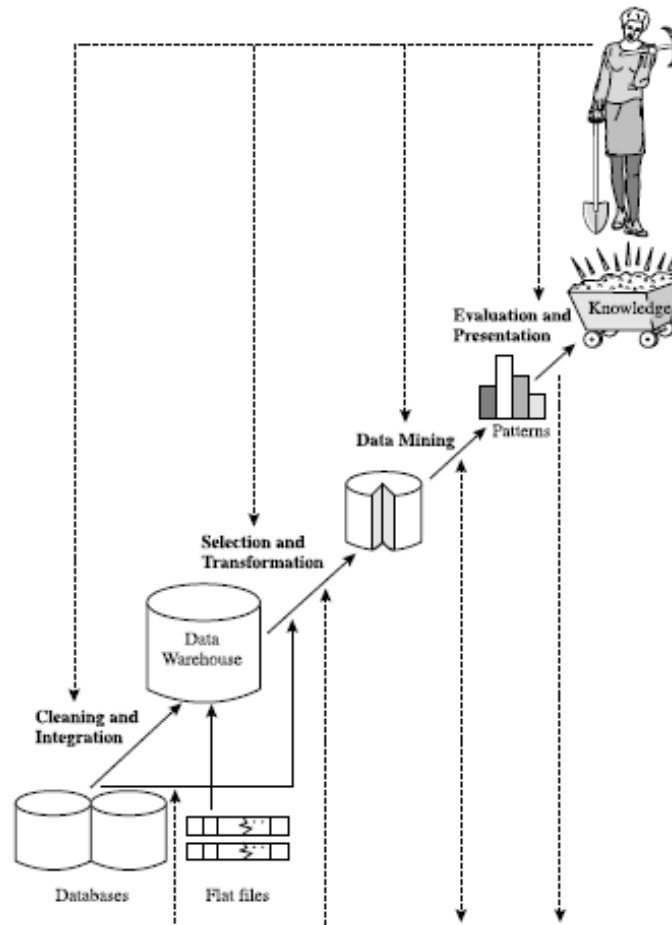 Evaluation and
Presentation
Knowledge
Patterns
Data Mining
Selection and
Transformation
Data
Warehouse
Cleaning and
Integration
Databases
Flat files